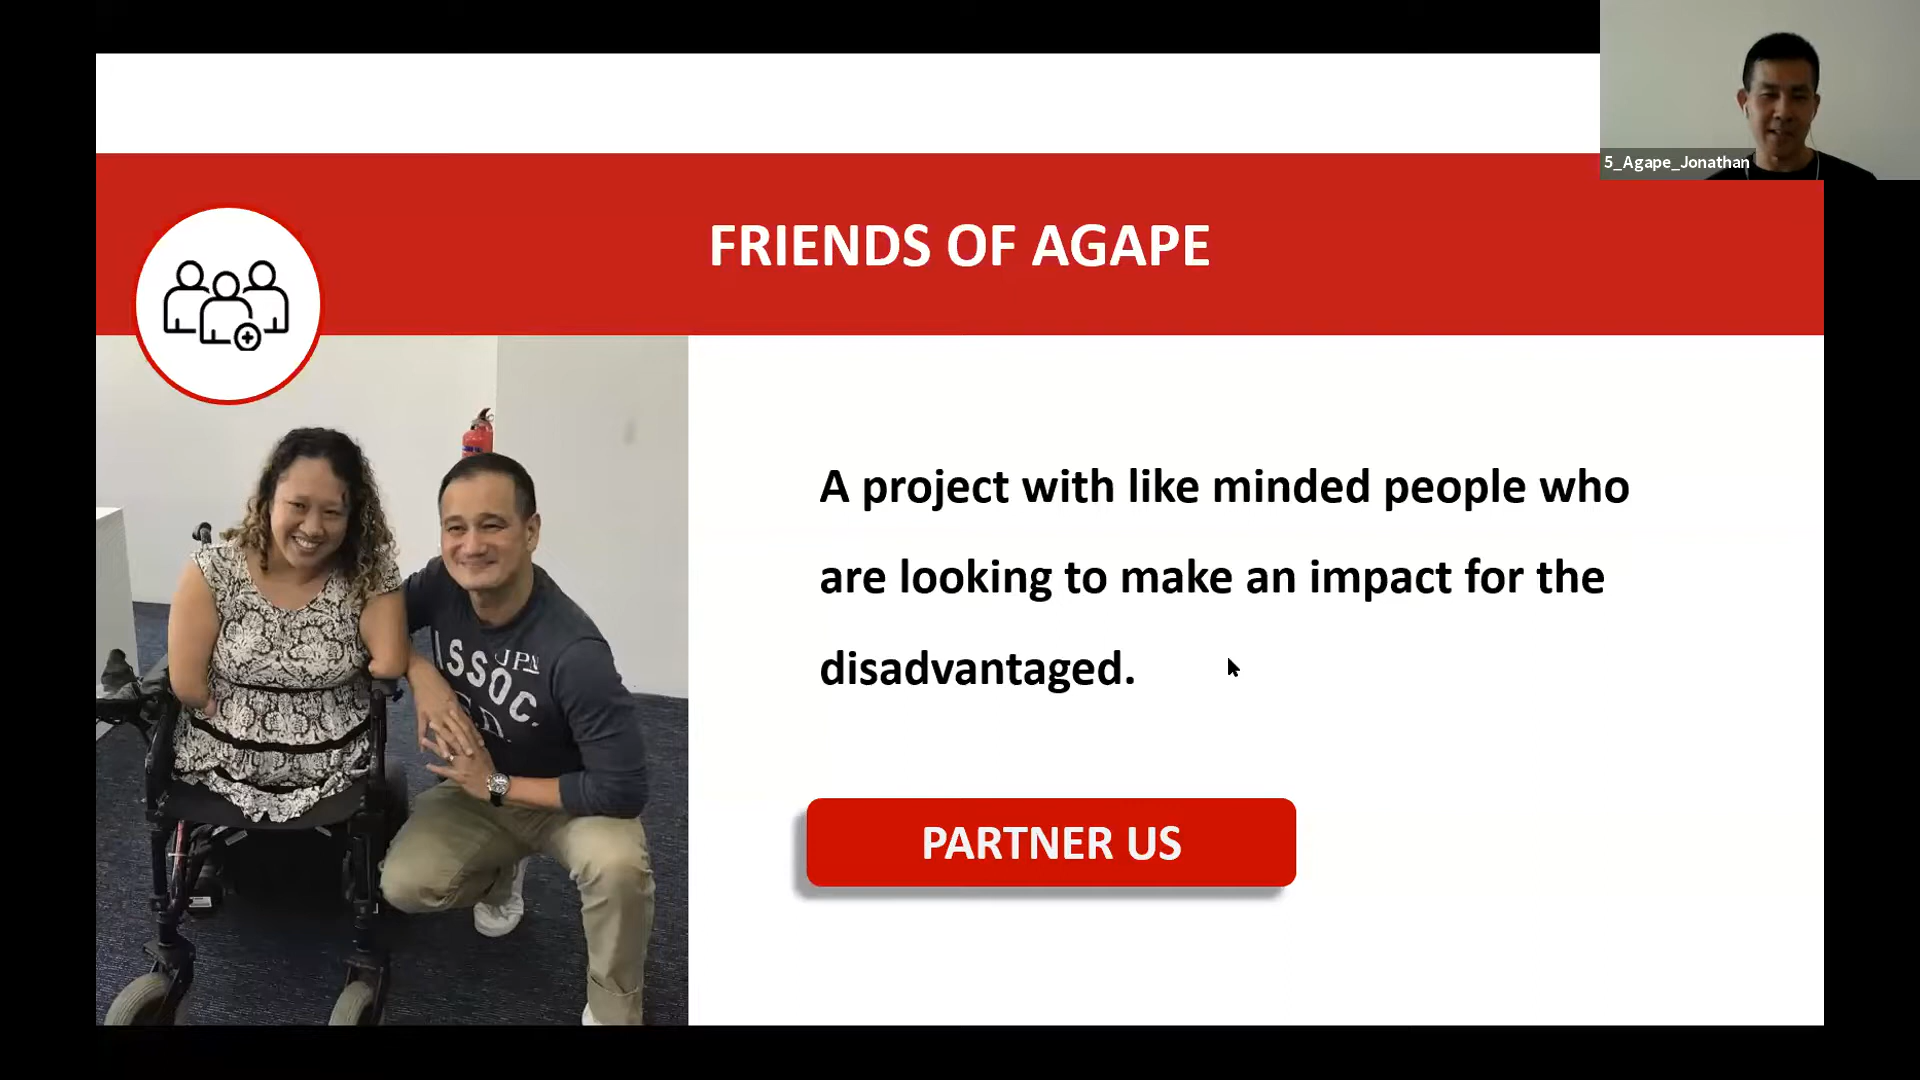 5_Agape_Jonathan
FRIENDS OF AGAPE
A project with like minded people who
are looking to make an impact for the
disadvantaged.
PARTNER US
ASSOC.